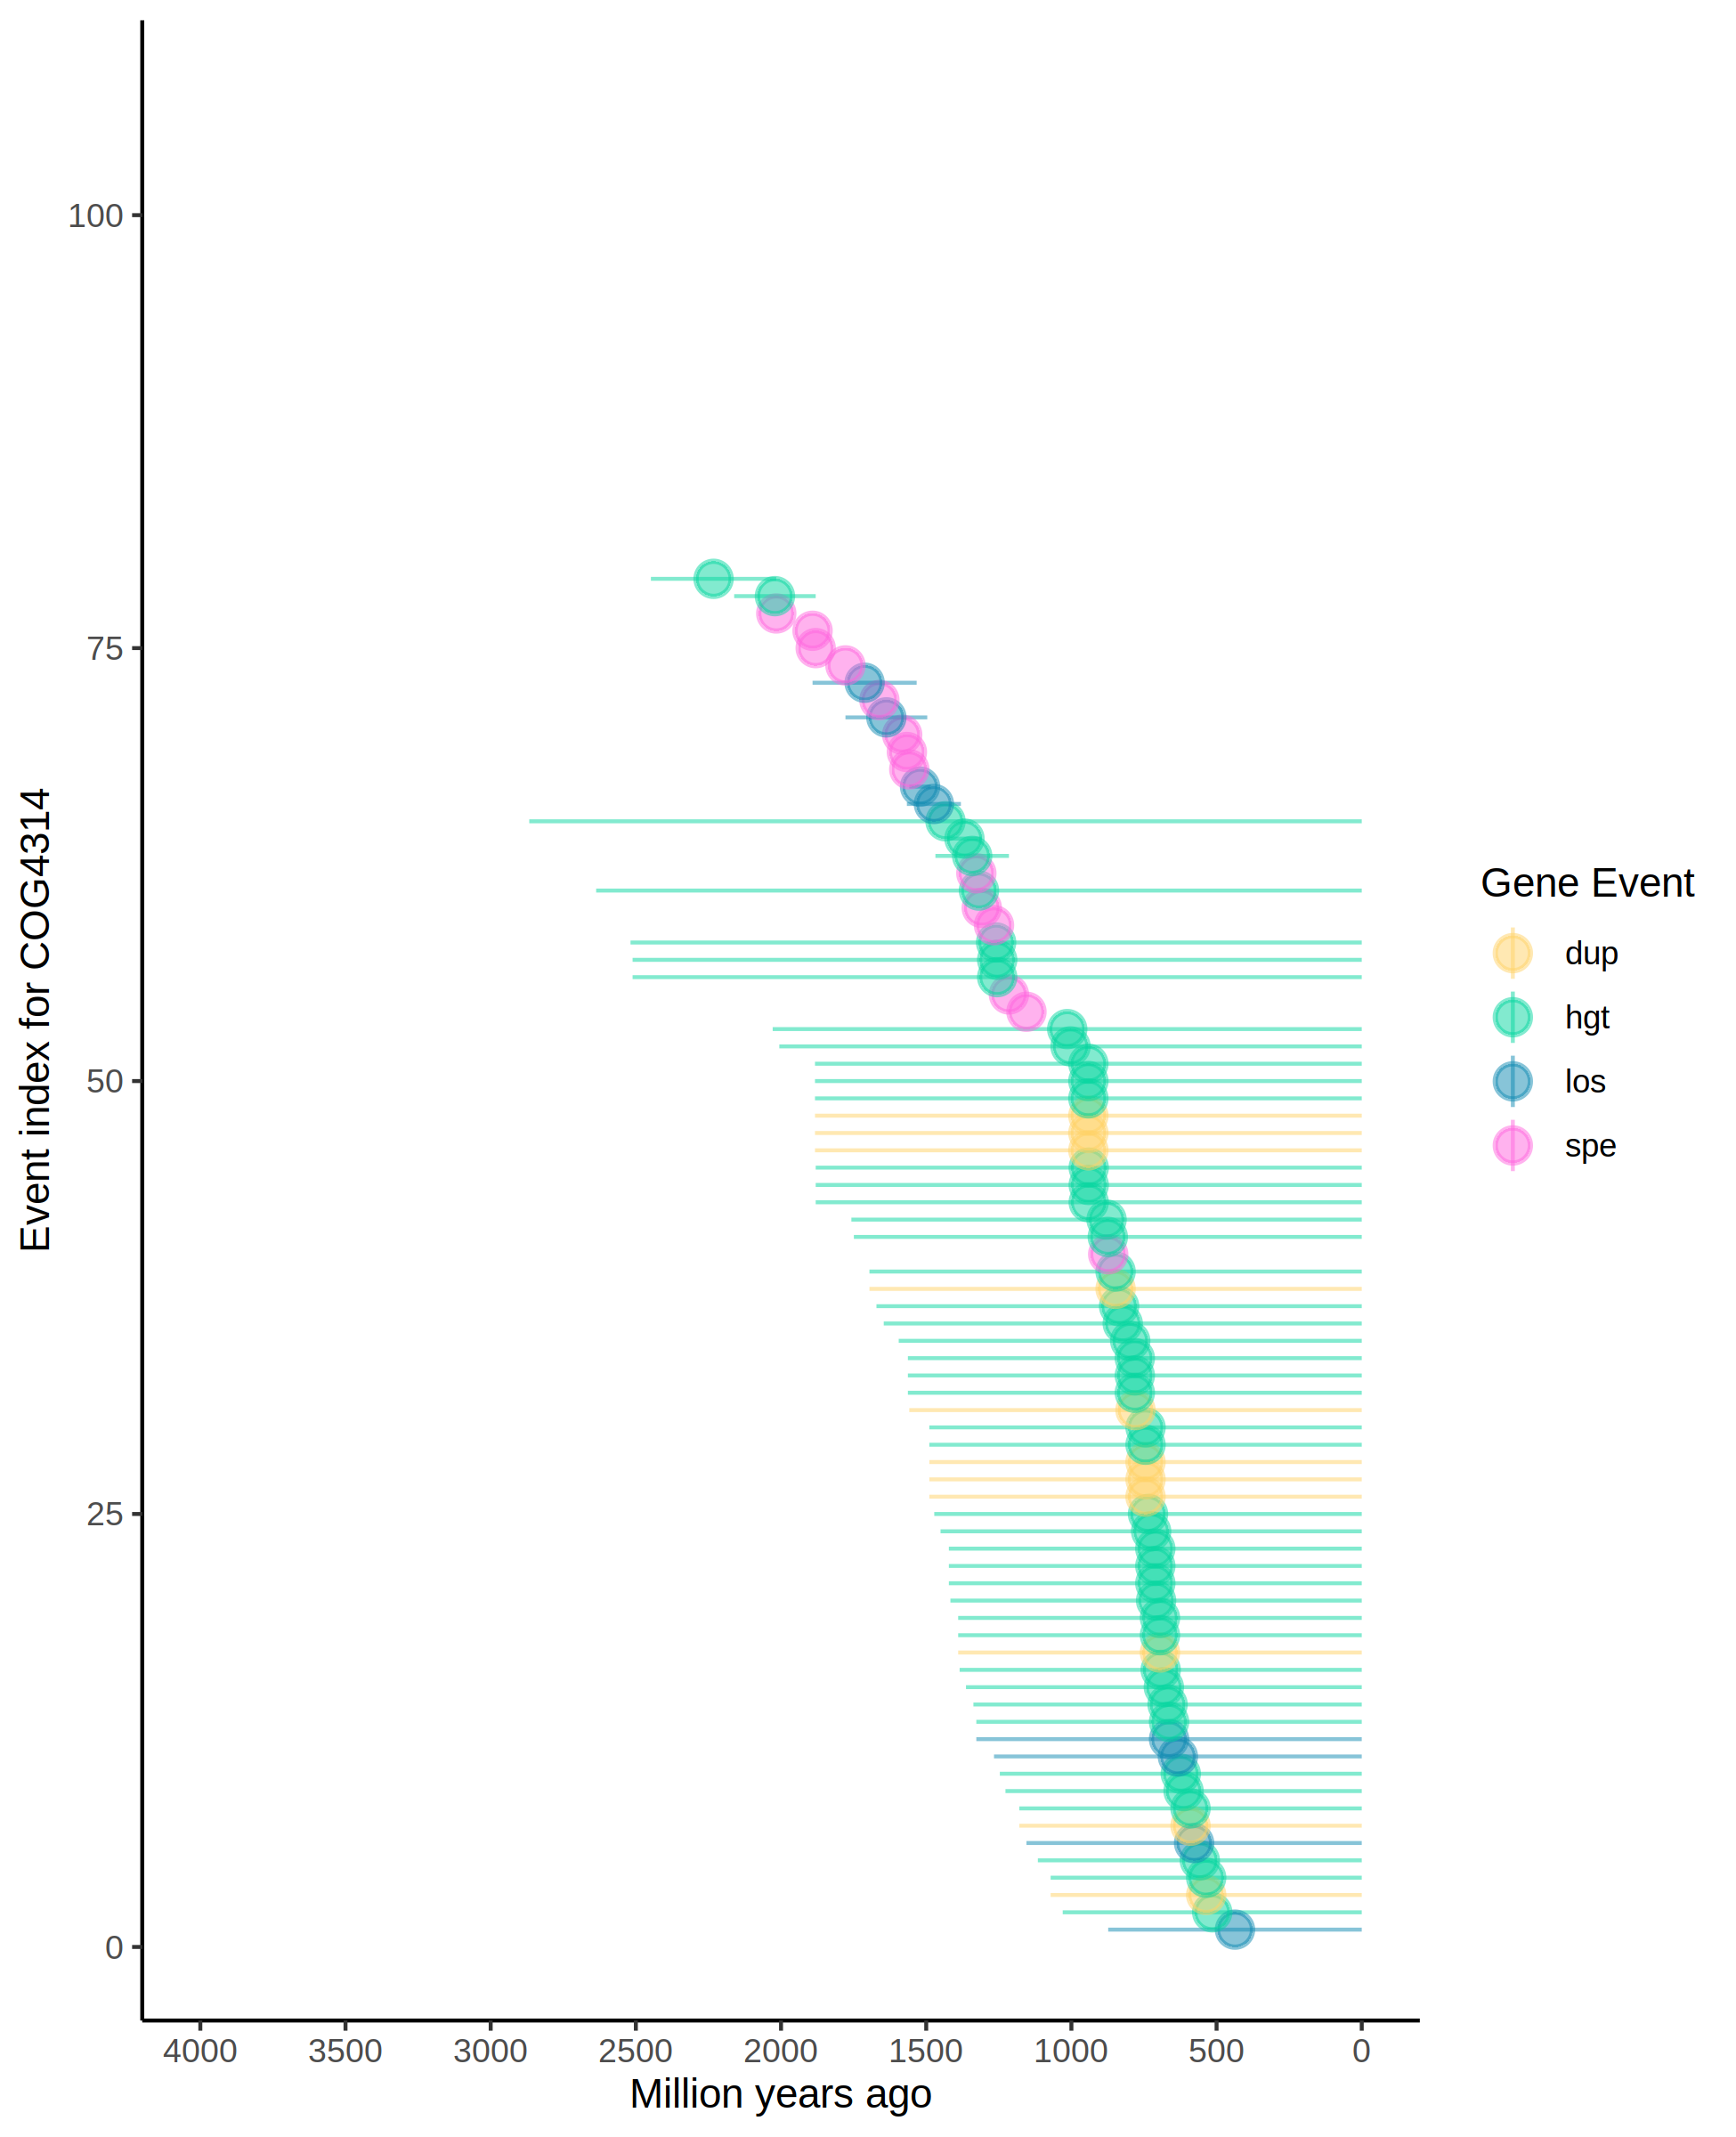 Event index for COG4314
100
75
50
25
0
4000 3500 3000 2500 2000 1500 1000 500 0
Million years ago
Gene Event
dup
hgt
los
spe